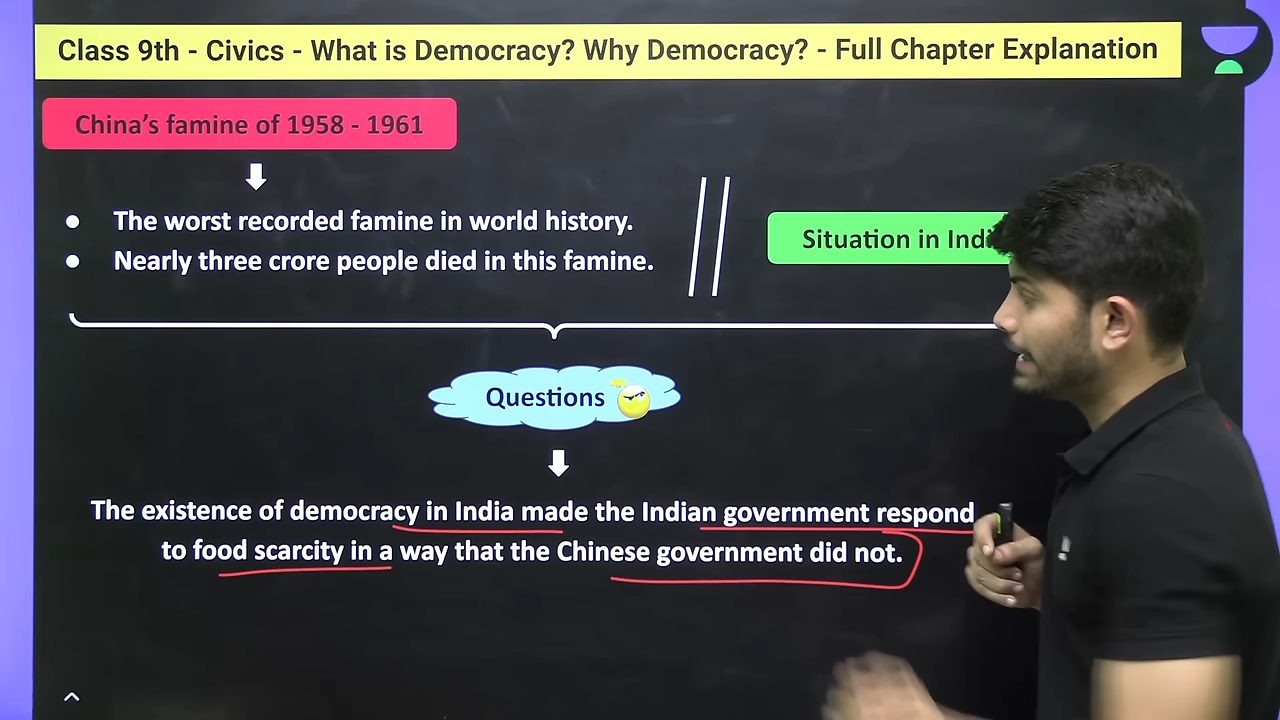 Class 9th - Civics - What is Democracy? Why Democracy? - Full Chapter Explanation
China's famine of 1958 - 1961
● The worst recorded famine in world history.
● Nearly three crore people died in this famine.
Situation in
Questions
The existence of democracy in India made the Indian government respond
to food scarcity in a way that the Chinese government did not.